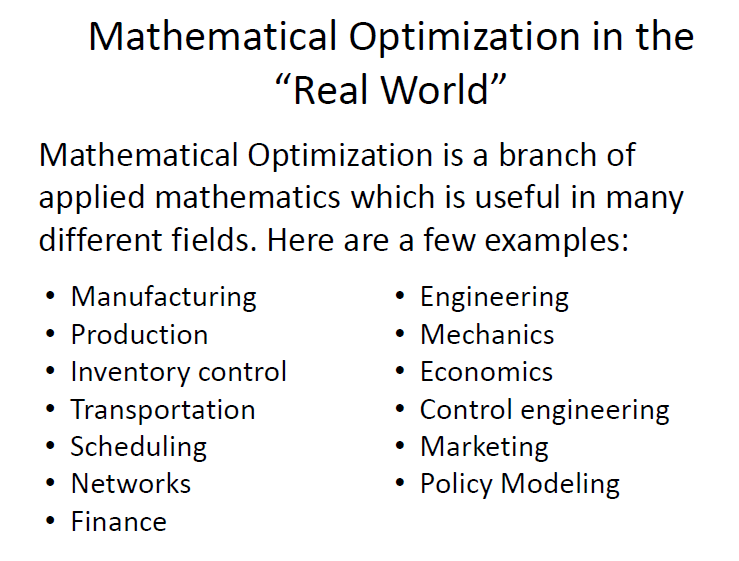 Mathematical Optimization in the
“Real World”
Mathematical Optimization is a branch of
applied mathematics which is useful in many
different fields. Here are a few examples:
• Manufacturing
• Production
• Inventory control
• Transportation
• Scheduling
• Networks
• Finance
• Engineering
• Mechanics
• Economics
• Control engineering
• Marketing
• Policy Modeling